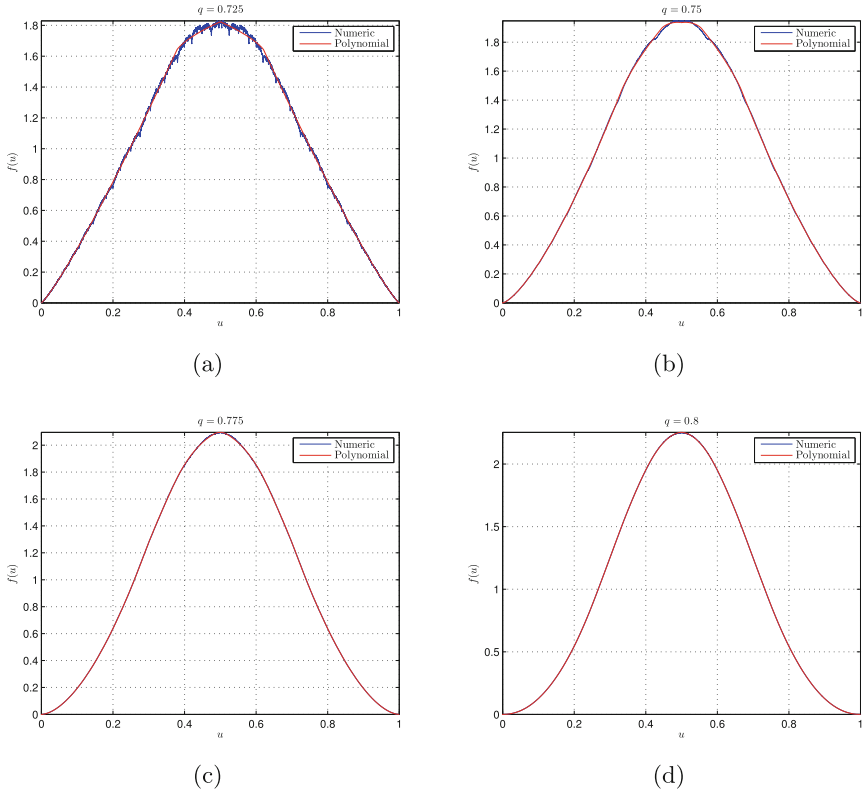 q = 0.725
f(u)
1.8
1.6
1.4
1.2
1
0.8
0.6
0.4
0.2
0
0 0.2 0.4 0.6 0.8 1
u
Numeric
Polynomial
(a)
q = 0.75
f(u)
1.8
1.6
1.4
1.2
1
0.8
0.6
0.4
0.2
0
0 0.2 0.4 0.6 0.8 1
u
Numeric
Polynomial
(b)
q = 0.775
f(u)
2
1.8
1.6
1.4
1.2
1
0.8
0.6
0.4
0.2
0
0 0.2 0.4 0.6 0.8 1
u
Numeric
Polynomial
(c)
q = 0.8
f(u)
2
1.5
1
0.5
0
0 0.2 0.4 0.6 0.8 1
u
Numeric
Polynomial
(d)